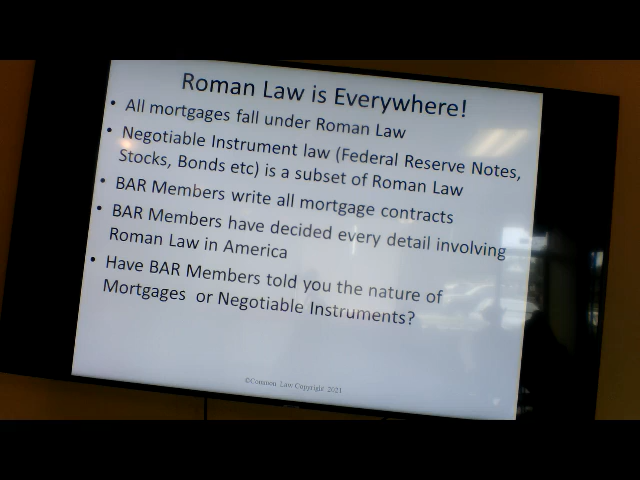 Roman Law is Everywhere!
• All mortgages fall under Roman Law
• Negotiable Instrument law (Federal Reserve Notes,
Stocks, Bonds etc) is a subset of Roman Law
• BAR Members write all mortgage contracts
• BAR Members have decided every detail involving
Roman Law in America
• Have BAR Members told you the nature of
Mortgages or Negotiable Instruments?
©Common Law Copyright 2021